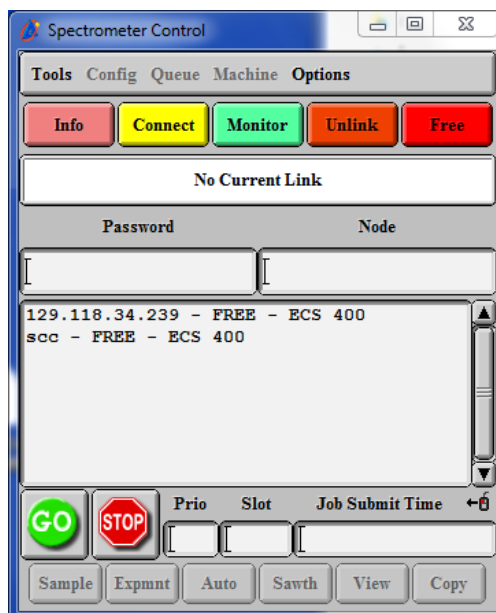 Spectrometer Control
Tools Config Queue Machine Options
Info Connect Monitor Unlink Free
No Current Link
Password Node
129.118.34.239 - FREE - ECS 400
scc - FREE - ECS 400
GO STOP Prio Slot Job Submit Time
Sample Expmnt Auto Sawth View Copy